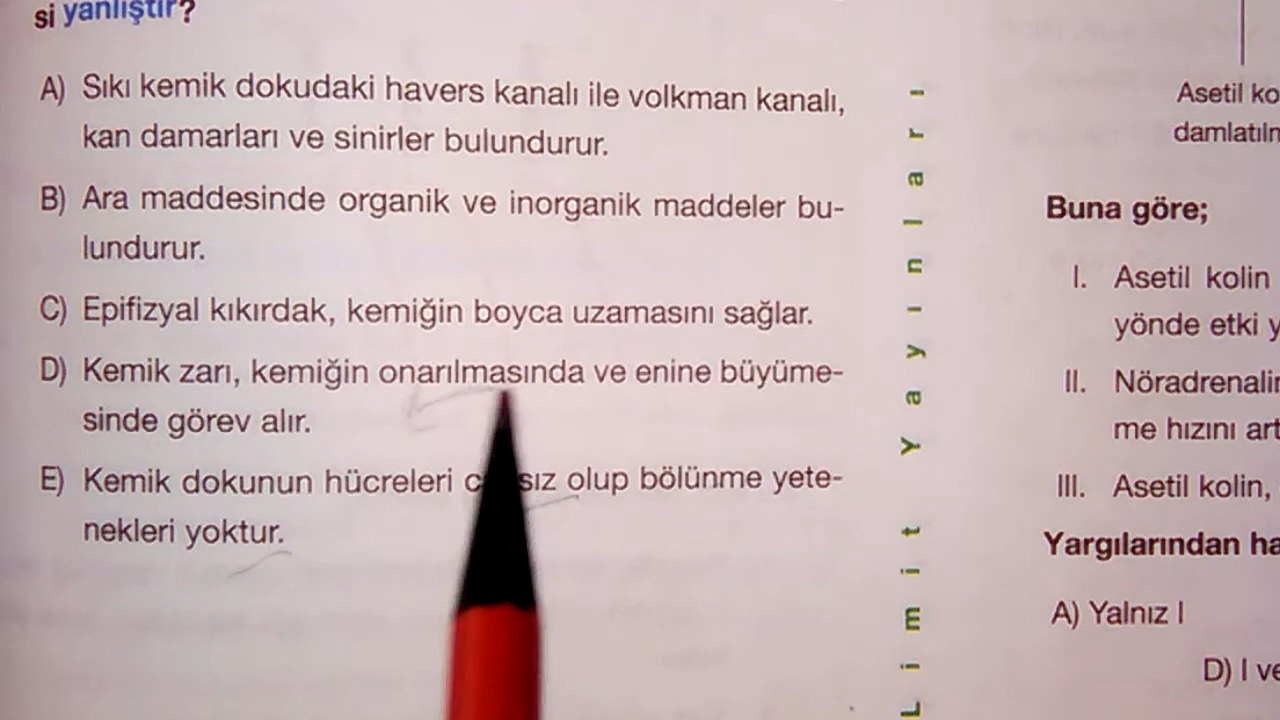 si yanlıştır?
A) Sıkı kemik dokudaki havers kanalı ile volkman kanalı,
kan damarları ve sinirler bulundurur.
B) Ara maddesinde organik ve inorganik maddeler bu-
lundurur.
C) Epifizyal kıkırdak, kemiğin boyca uzamasını sağlar.
D) Kemik zarı, kemiğin onarılmasında ve enine büyüme-
sinde görev alır.
E) Kemik dokunun hücreleri olup bölünme yete-
nekleri yoktur.
Limit Yayınları
Asetil ko
damlatıln
Buna göre;
I. Asetil kolin
yönde etki y
II. Nöradrenalin
me hızını art
III. Asetil kolin,
Yargılarından ha
A) Yalnız I
D) I ve